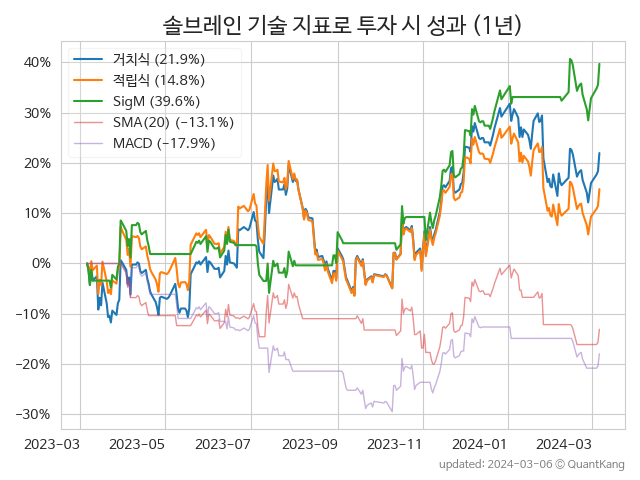 솔브레인 기술 지표로 투자 시 성과 (1년)
거치식 (21.9%)
적립식 (14.8%)
SigM (39.6%)
SMA(20) (−13.1%)
MACD (−17.9%)
40%
30%
20%
10%
0%
−10%
−20%
−30%
2023−03 2023−05 2023−07 2023−09 2023−11 2024−01 2024−03
updated: 2024-03-06 ⓒ QuantKang